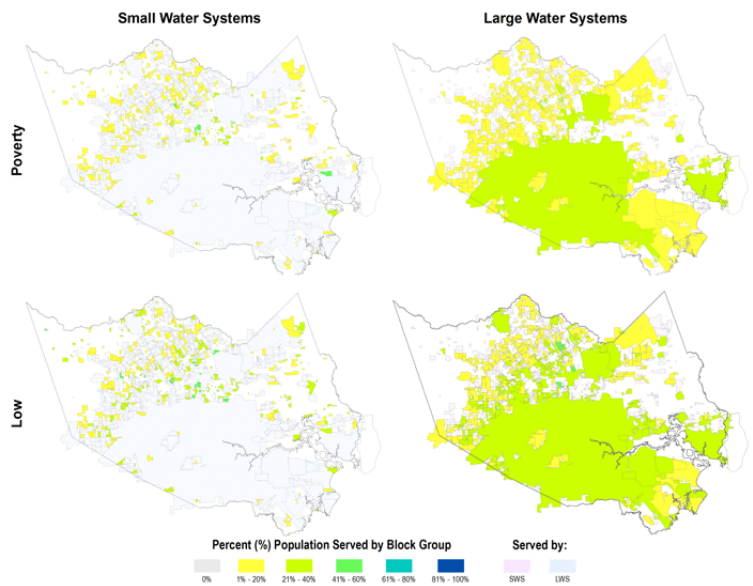 Small Water Systems
Large Water Systems
Poverty
Low
Percent (%) Population Served by Block Group
Served by:
0%
1% - 20%
21% - 40%
41% - 60%
61% - 80%
81% - 100%
SWS
LWS